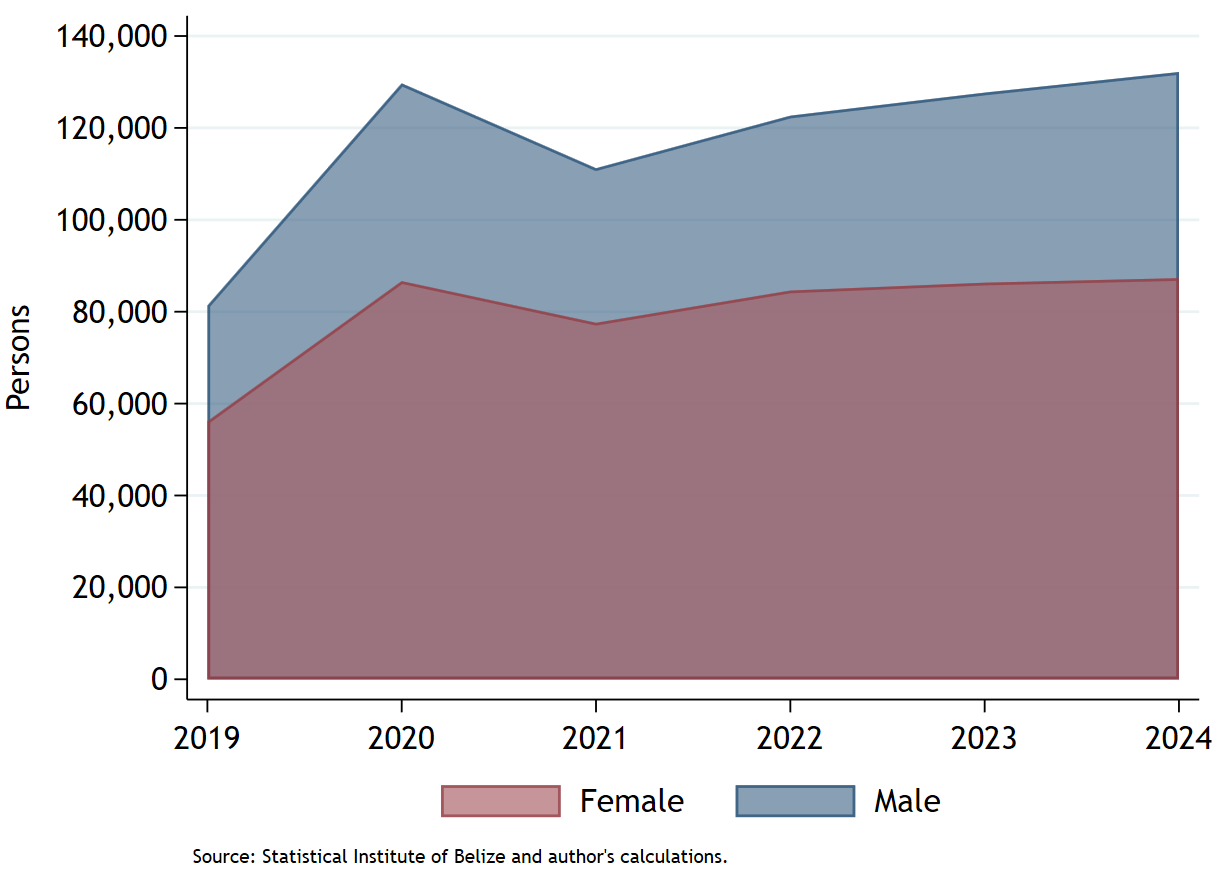 Persons
140,000
120,000
100,000
80,000
60,000
40,000
20,000
0
2019 2020 2021 2022 2023 2024
Female Male
Source: Statistical Institute of Belize and author's calculations.